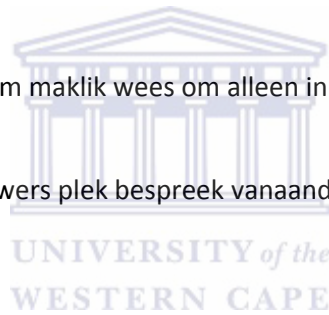 m maklik wees om alleen in
wers plek bespreek vanaand
UNIVERSITY of the
WESTERN CAPE